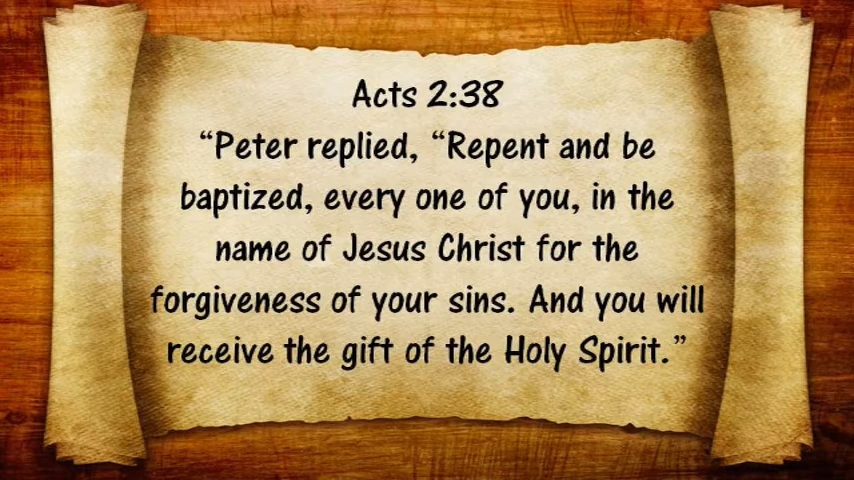 Acts 2:38
“Peter replied, “Repent and be
baptized, every one of you, in the
name of Jesus Christ for the
forgiveness of your sins. And you will
receive the gift of the Holy Spirit.”